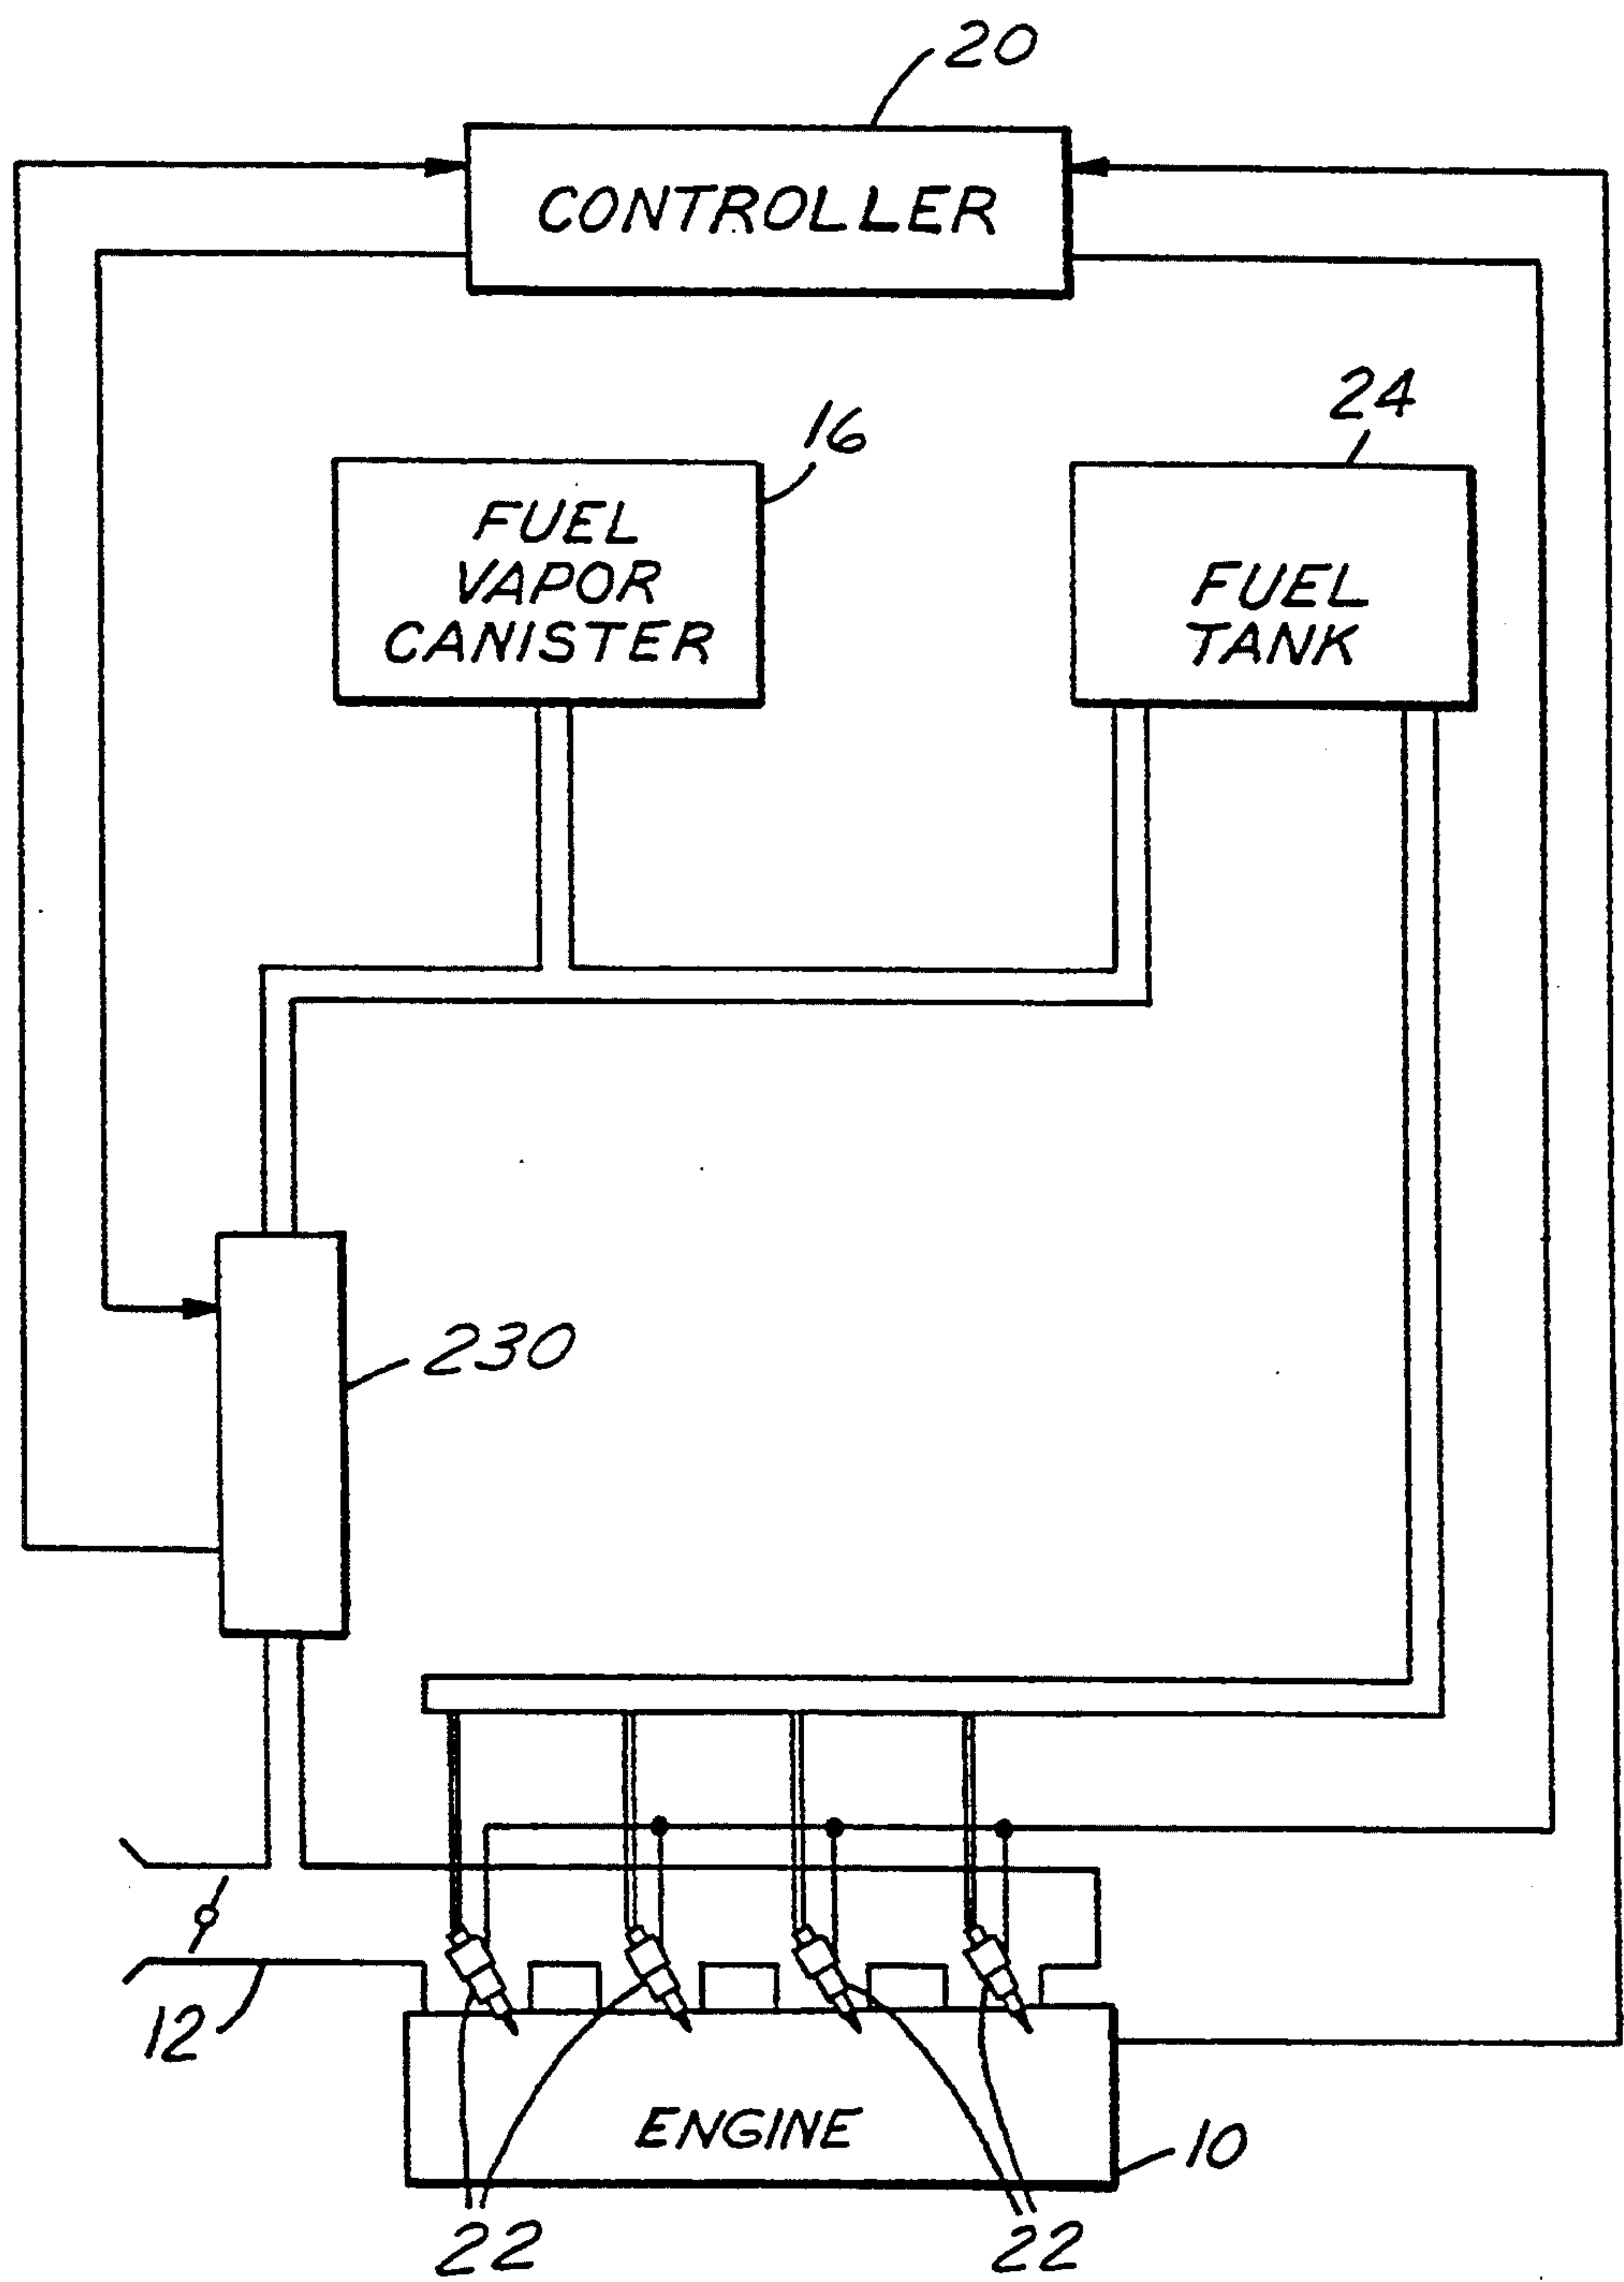 20
CONTROLLER
16
24
FUEL
VAPOR
CANISTER
FUEL
TANK
230
12
ENGINE
10
22
22